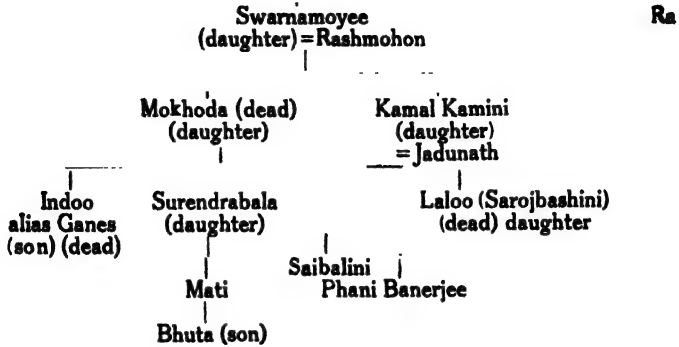 Swarnamoyee Ra
(daughter) = Rashmohon
Mokhoda (dead) Kamal Kamini
(daughter) (daughter)
= Jadunath
Indoo Surendrabala Laloo (Sarojbashini)
alias Ganes (daughter) (dead) daughter
(son) (dead)
Saibalini
Mati Phani Banerjee
Bhuta (son)